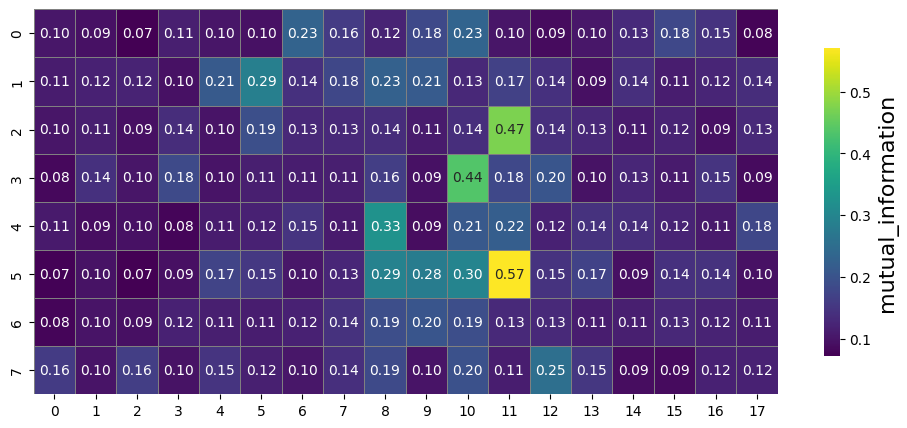 0 0.10 0.09 0.07 0.11 0.10 0.10 0.23 0.16 0.12 0.18 0.23 0.10 0.09 0.10 0.13 0.18 0.15 0.08
1 0.11 0.12 0.12 0.10 0.21 0.29 0.14 0.18 0.23 0.21 0.13 0.17 0.14 0.09 0.14 0.11 0.12 0.14
2 0.10 0.11 0.09 0.14 0.10 0.19 0.13 0.13 0.14 0.11 0.14 0.47 0.14 0.13 0.11 0.12 0.09 0.13
3 0.08 0.14 0.10 0.18 0.10 0.11 0.11 0.11 0.16 0.09 0.44 0.18 0.20 0.10 0.13 0.11 0.15 0.09
4 0.11 0.09 0.10 0.08 0.11 0.12 0.15 0.11 0.33 0.09 0.21 0.22 0.12 0.14 0.14 0.12 0.11 0.18
5 0.07 0.10 0.07 0.09 0.17 0.15 0.10 0.13 0.29 0.28 0.30 0.57 0.15 0.17 0.09 0.14 0.14 0.10
6 0.08 0.10 0.09 0.12 0.11 0.11 0.12 0.14 0.19 0.20 0.19 0.13 0.13 0.11 0.11 0.13 0.12 0.11
7 0.16 0.10 0.16 0.10 0.15 0.12 0.10 0.14 0.19 0.10 0.20 0.11 0.25 0.15 0.09 0.09 0.12 0.12
0 1 2 3 4 5 6 7 8 9 10 11 12 13 14 15 16 17
0.5
0.4
0.3
0.2
0.1
mutual_information